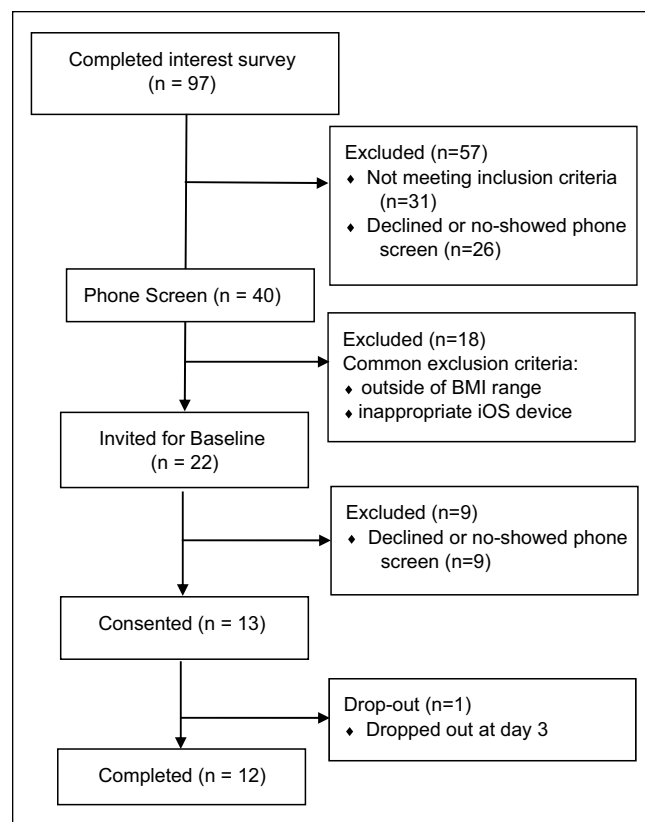 Completed interest survey
(n = 97)
Excluded (n=57)
♦ Not meeting inclusion criteria
(n=31)
♦ Declined or no-showed phone
screen (n=26)
Phone Screen (n = 40)
Excluded (n=18)
Common exclusion criteria:
♦ outside of BMI range
♦ inappropriate iOS device
Invited for Baseline
(n = 22)
Excluded (n=9)
♦ Declined or no-showed phone
screen (n=9)
Consented (n = 13)
Drop-out (n=1)
♦ Dropped out at day 3
Completed (n = 12)